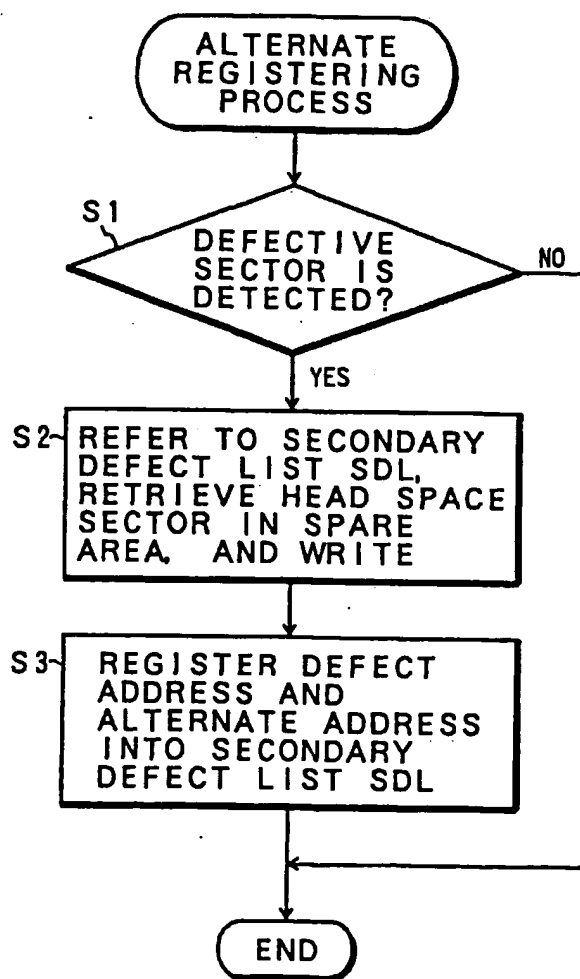 ALTERNATE
REGISTERING
PROCESS
S1
DEFECTIVE
SECTOR IS
DETECTED?
NO
YES
S2
REFER TO SECONDARY
DEFECT LIST SDL,
RETRIEVE HEAD SPACE
SECTOR IN SPARE
AREA, AND WRITE
S3
REGISTER DEFECT
ADDRESS AND
ALTERNATE ADDRESS
INTO SECONDARY
DEFECT LIST SDL
END